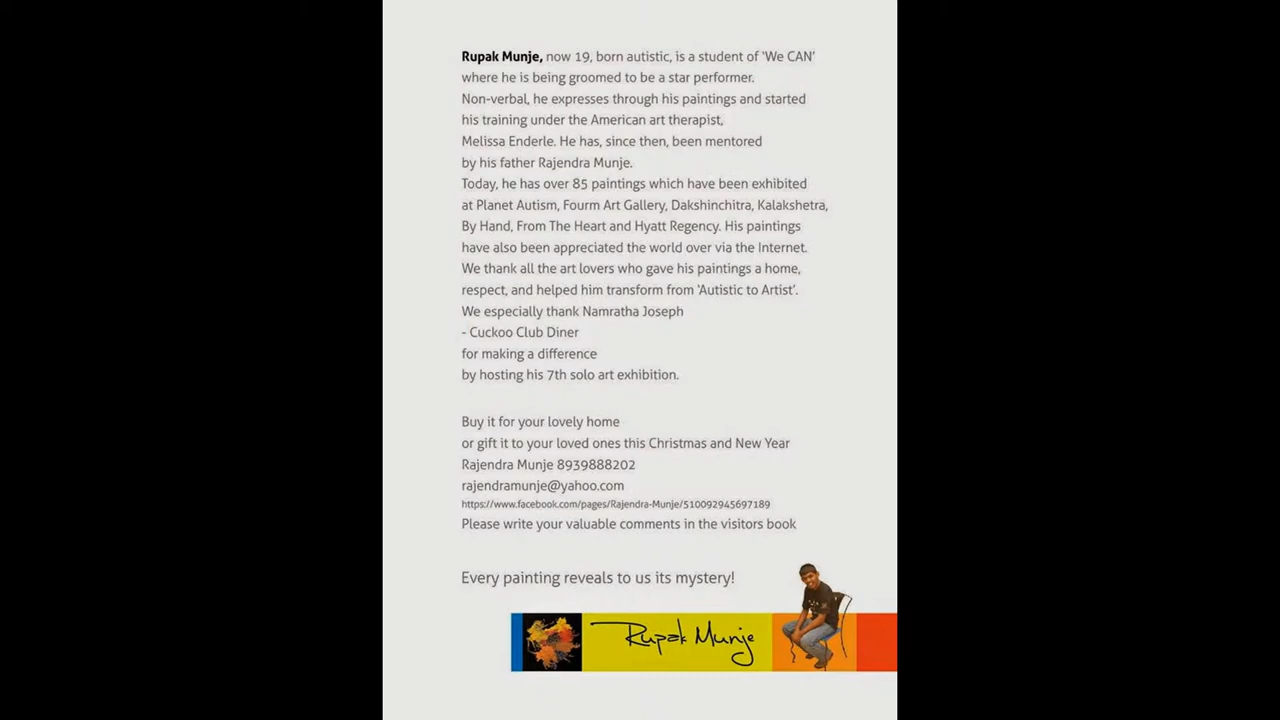 Rupak Munje, now 19, born autistic, is a student of ‘We CAN’
where he is being groomed to be a star performer.
Non-verbal, he expresses through his paintings and started
his training under the American art therapist,
Melissa Enderle. He has, since then, been mentored
by his father Rajendra Munje.
Today, he has over 85 paintings which have been exhibited
at Planet Autism, Fourm Art Gallery, Dakshinchitra, Kalakshetra,
By Hand, From The Heart and Hyatt Regency. His paintings
have also been appreciated the world over via the Internet.
We thank all the art lovers who gave his paintings a home,
respect, and helped him transform from ‘Autistic to Artist’.
We especially thank Namratha Joseph
- Cuckoo Club Diner
for making a difference
by hosting his 7th solo art exhibition.
Buy it for your lovely home
or gift it to your loved ones this Christmas and New Year
Rajendra Munje 8939888202
rajendramunje@yahoo.com
https://www.facebook.com/pages/Rajendra-Munje/510092945697189
Please write your valuable comments in the visitors book
Every painting reveals to us its mystery!
Rupak Munje